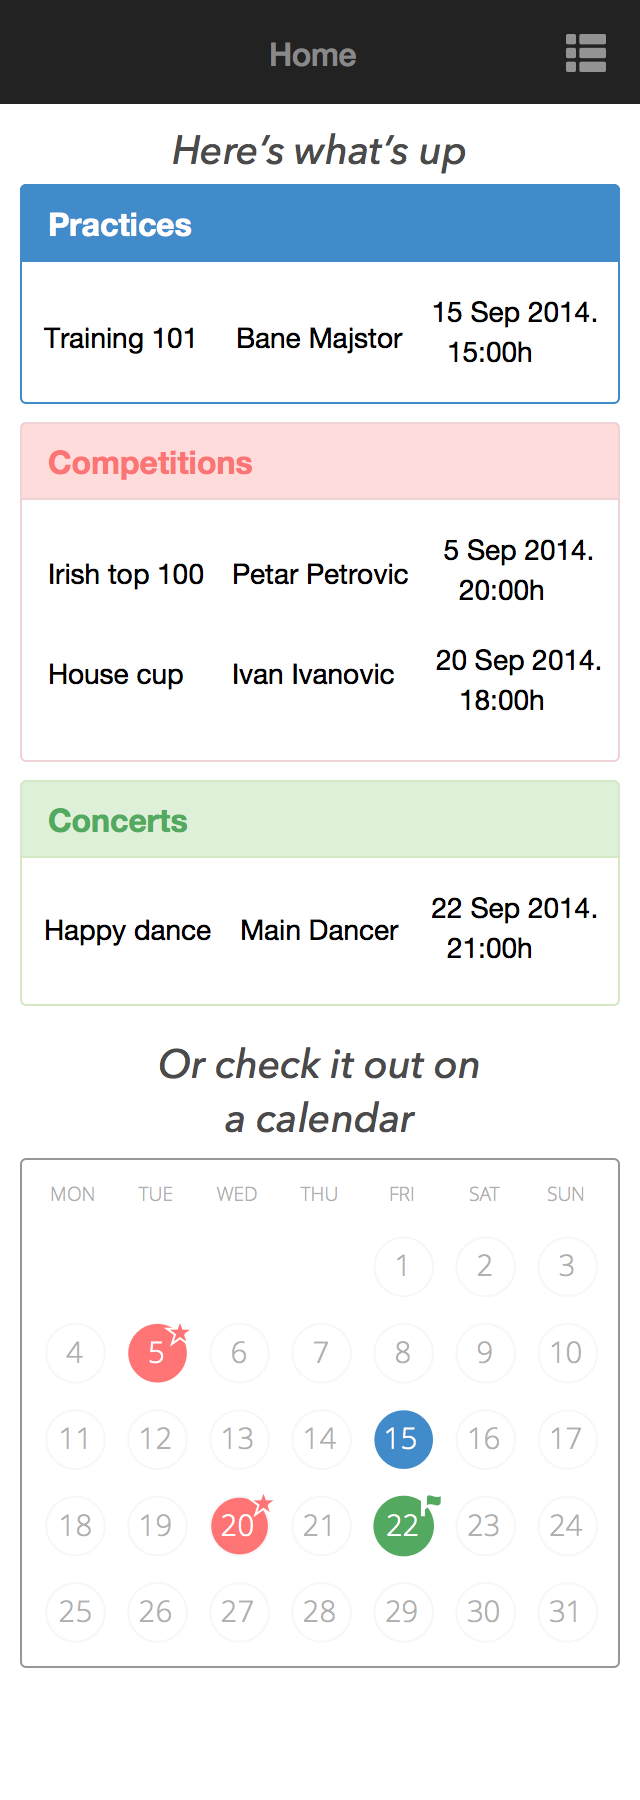 Home
Here's what's up
Practices
Training 101 Bane Majstor 15 Sep 2014. 15:00h
Competitions
Irish top 100 Petar Petrovic 5 Sep 2014. 20:00h
House cup Ivan Ivanovic 20 Sep 2014. 18:00h
Concerts
Happy dance Main Dancer 22 Sep 2014. 21:00h
Or check it out on
a calendar
MON TUE WED THU FRI SAT SUN
1 2 3
4 5 6 7 8 9 10
11 12 13 14 15 16 17
18 19 20 21 22 23 24
25 26 27 28 29 30 31